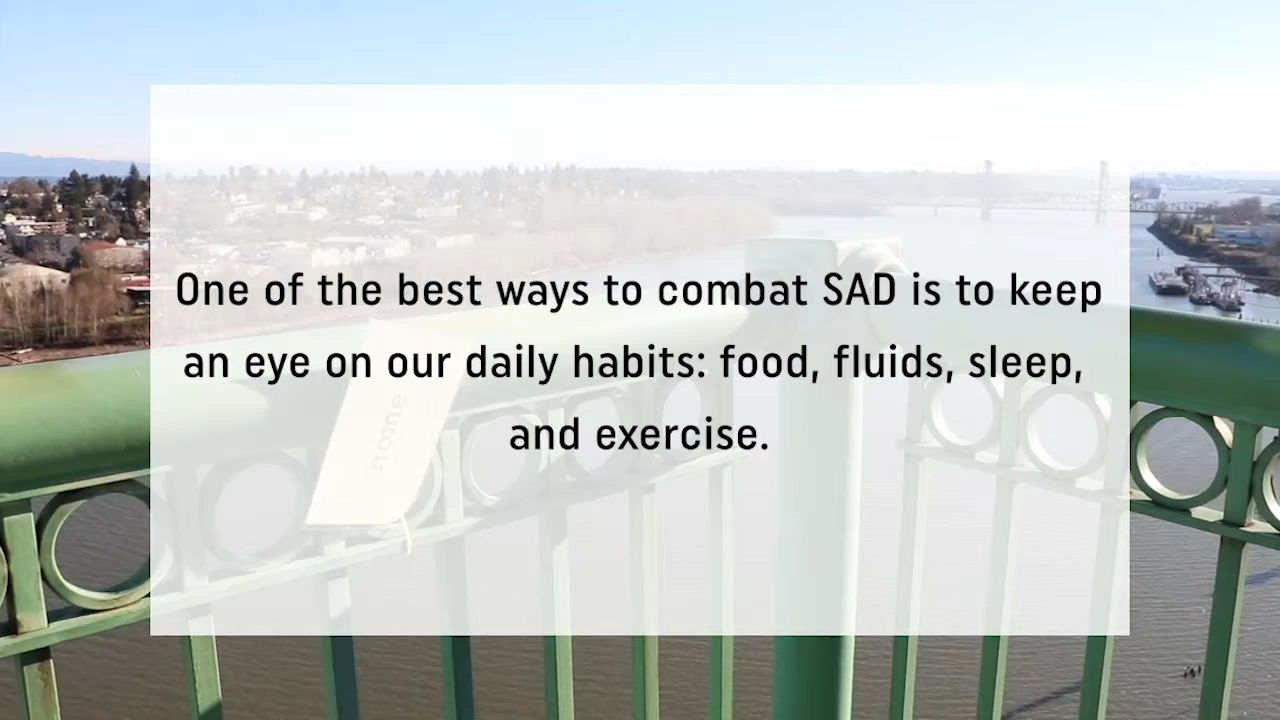 One of the best ways to combat SAD is to keep
an eye on our daily habits: food, fluids, sleep,
and exercise.
home